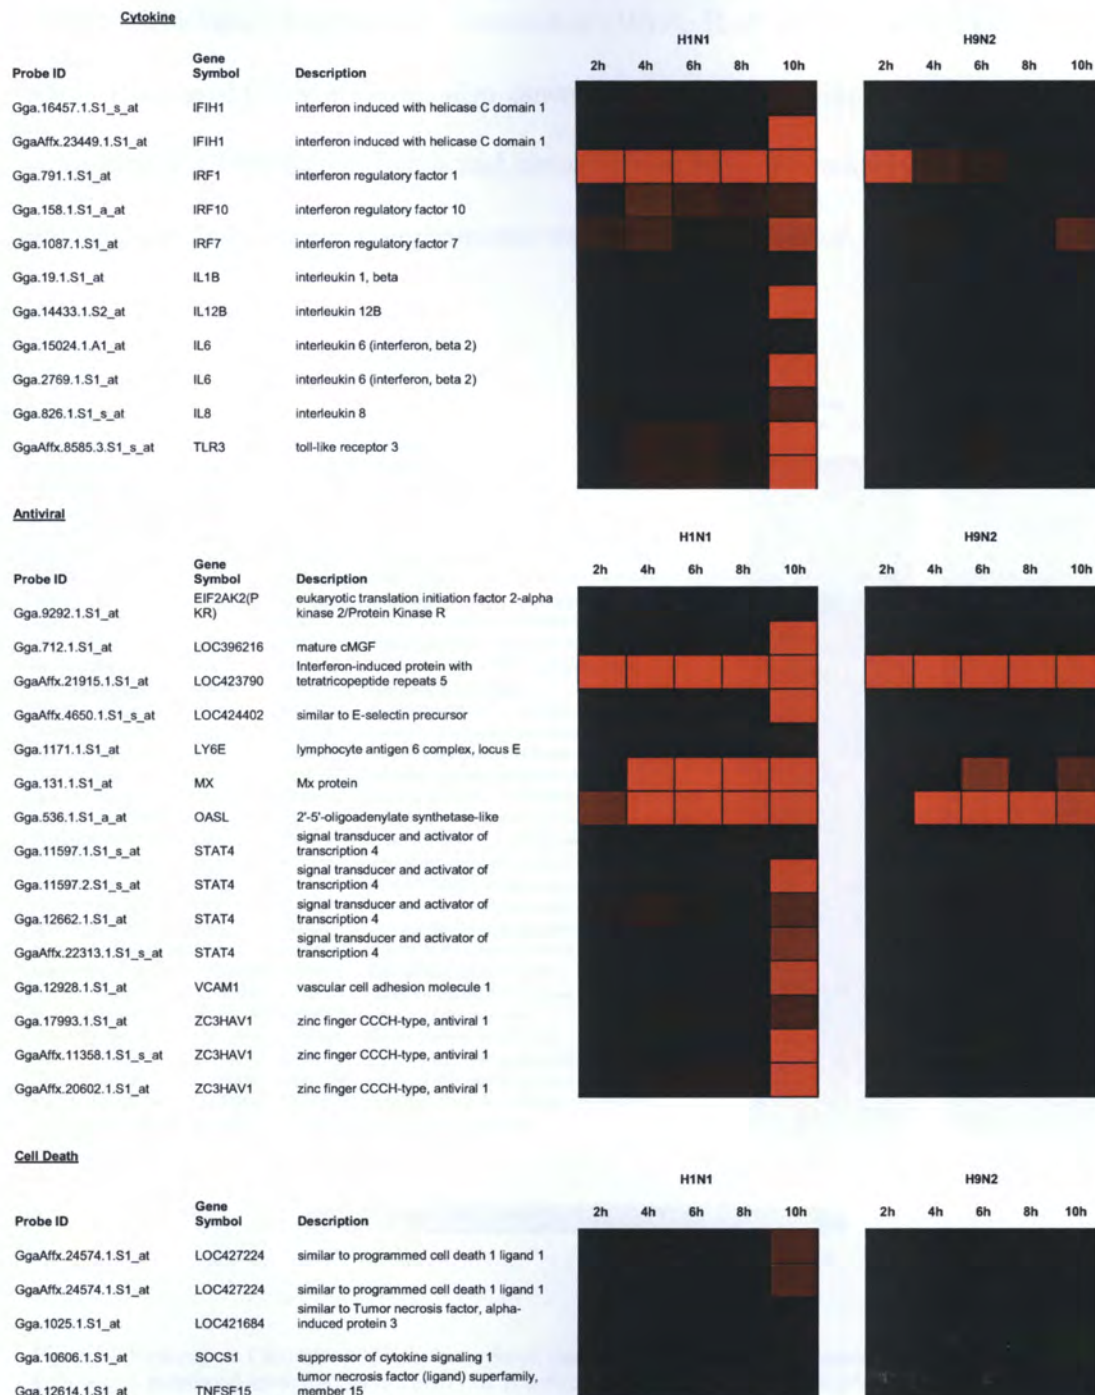 Cytokine
H1N1 H9N2
Probe ID Gene Symbol Description 2h 4h 6h 8h 10h 2h 4h 6h 8h 10h
Gga.16457.1.S1_s_at IFIH1 interferon induced with helicase C domain 1
GgaAffx.23449.1.S1_at IFIH1 interferon induced with helicase C domain 1
Gga.791.1.S1_at IRF1 interferon regulatory factor 1
Gga.158.1.S1_a_at IRF10 interferon regulatory factor 10
Gga.1087.1.S1_at IRF7 interferon regulatory factor 7
Gga.19.1.S1_at IL1B interleukin 1, beta
Gga.14433.1.S2_at IL12B interleukin 12B
Gga.15024.1.A1_at IL6 interleukin 6 (interferon, beta 2)
Gga.2769.1.S1_at IL6 interleukin 6 (interferon, beta 2)
Gga.826.1.S1_s_at IL8 interleukin 8
GgaAffx.8585.3.S1_s_at TLR3 toll-like receptor 3
Antiviral
H1N1 H9N2
Probe ID Gene Symbol Description 2h 4h 6h 8h 10h 2h 4h 6h 8h 10h
Gga.9292.1.S1_at EIF2AK2(P KR) eukaryotic translation initiation factor 2-alpha kinase 2/Protein Kinase R
Gga.712.1.S1_at LOC396216 mature cMGF
GgaAffx.21915.1.S1_at LOC423790 Interferon-induced protein with tetratricopeptide repeats 5
GgaAffx.4650.1.S1_s_at LOC424402 similar to E-selectin precursor
Gga.1171.1.S1_at LY6E lymphocyte antigen 6 complex, locus E
Gga.131.1.S1_at MX Mx protein
Gga.536.1.S1_a_at OASL 2'-5'-oligoadenylate synthetase-like
Gga.11597.1.S1_s_at STAT4 signal transducer and activator of transcription 4
Gga.11597.2.S1_s_at STAT4 signal transducer and activator of transcription 4
Gga.12662.1.S1_at STAT4 signal transducer and activator of transcription 4
GgaAffx.22313.1.S1_s_at STAT4 signal transducer and activator of transcription 4
Gga.12928.1.S1_at VCAM1 vascular cell adhesion molecule 1
Gga.17993.1.S1_at ZC3HAV1 zinc finger CCCH-type, antiviral 1
GgaAffx.11358.1.S1_s_at ZC3HAV1 zinc finger CCCH-type, antiviral 1
GgaAffx.20602.1.S1_at ZC3HAV1 zinc finger CCCH-type, antiviral 1
Cell Death
H1N1 H9N2
Probe ID Gene Symbol Description 2h 4h 6h 8h 10h 2h 4h 6h 8h 10h
GgaAffx.24574.1.S1_at LOC427224 similar to programmed cell death 1 ligand 1
GgaAffx.24574.1.S1_at LOC427224 similar to programmed cell death 1 ligand 1
Gga.1025.1.S1_at LOC421684 similar to Tumor necrosis factor, alpha-induced protein 3
Gga.10606.1.S1_at SOCS1 suppressor of cytokine signaling 1
Gga.12614.1.S1_at TNFSF15 tumor necrosis factor (ligand) superfamily, member 15